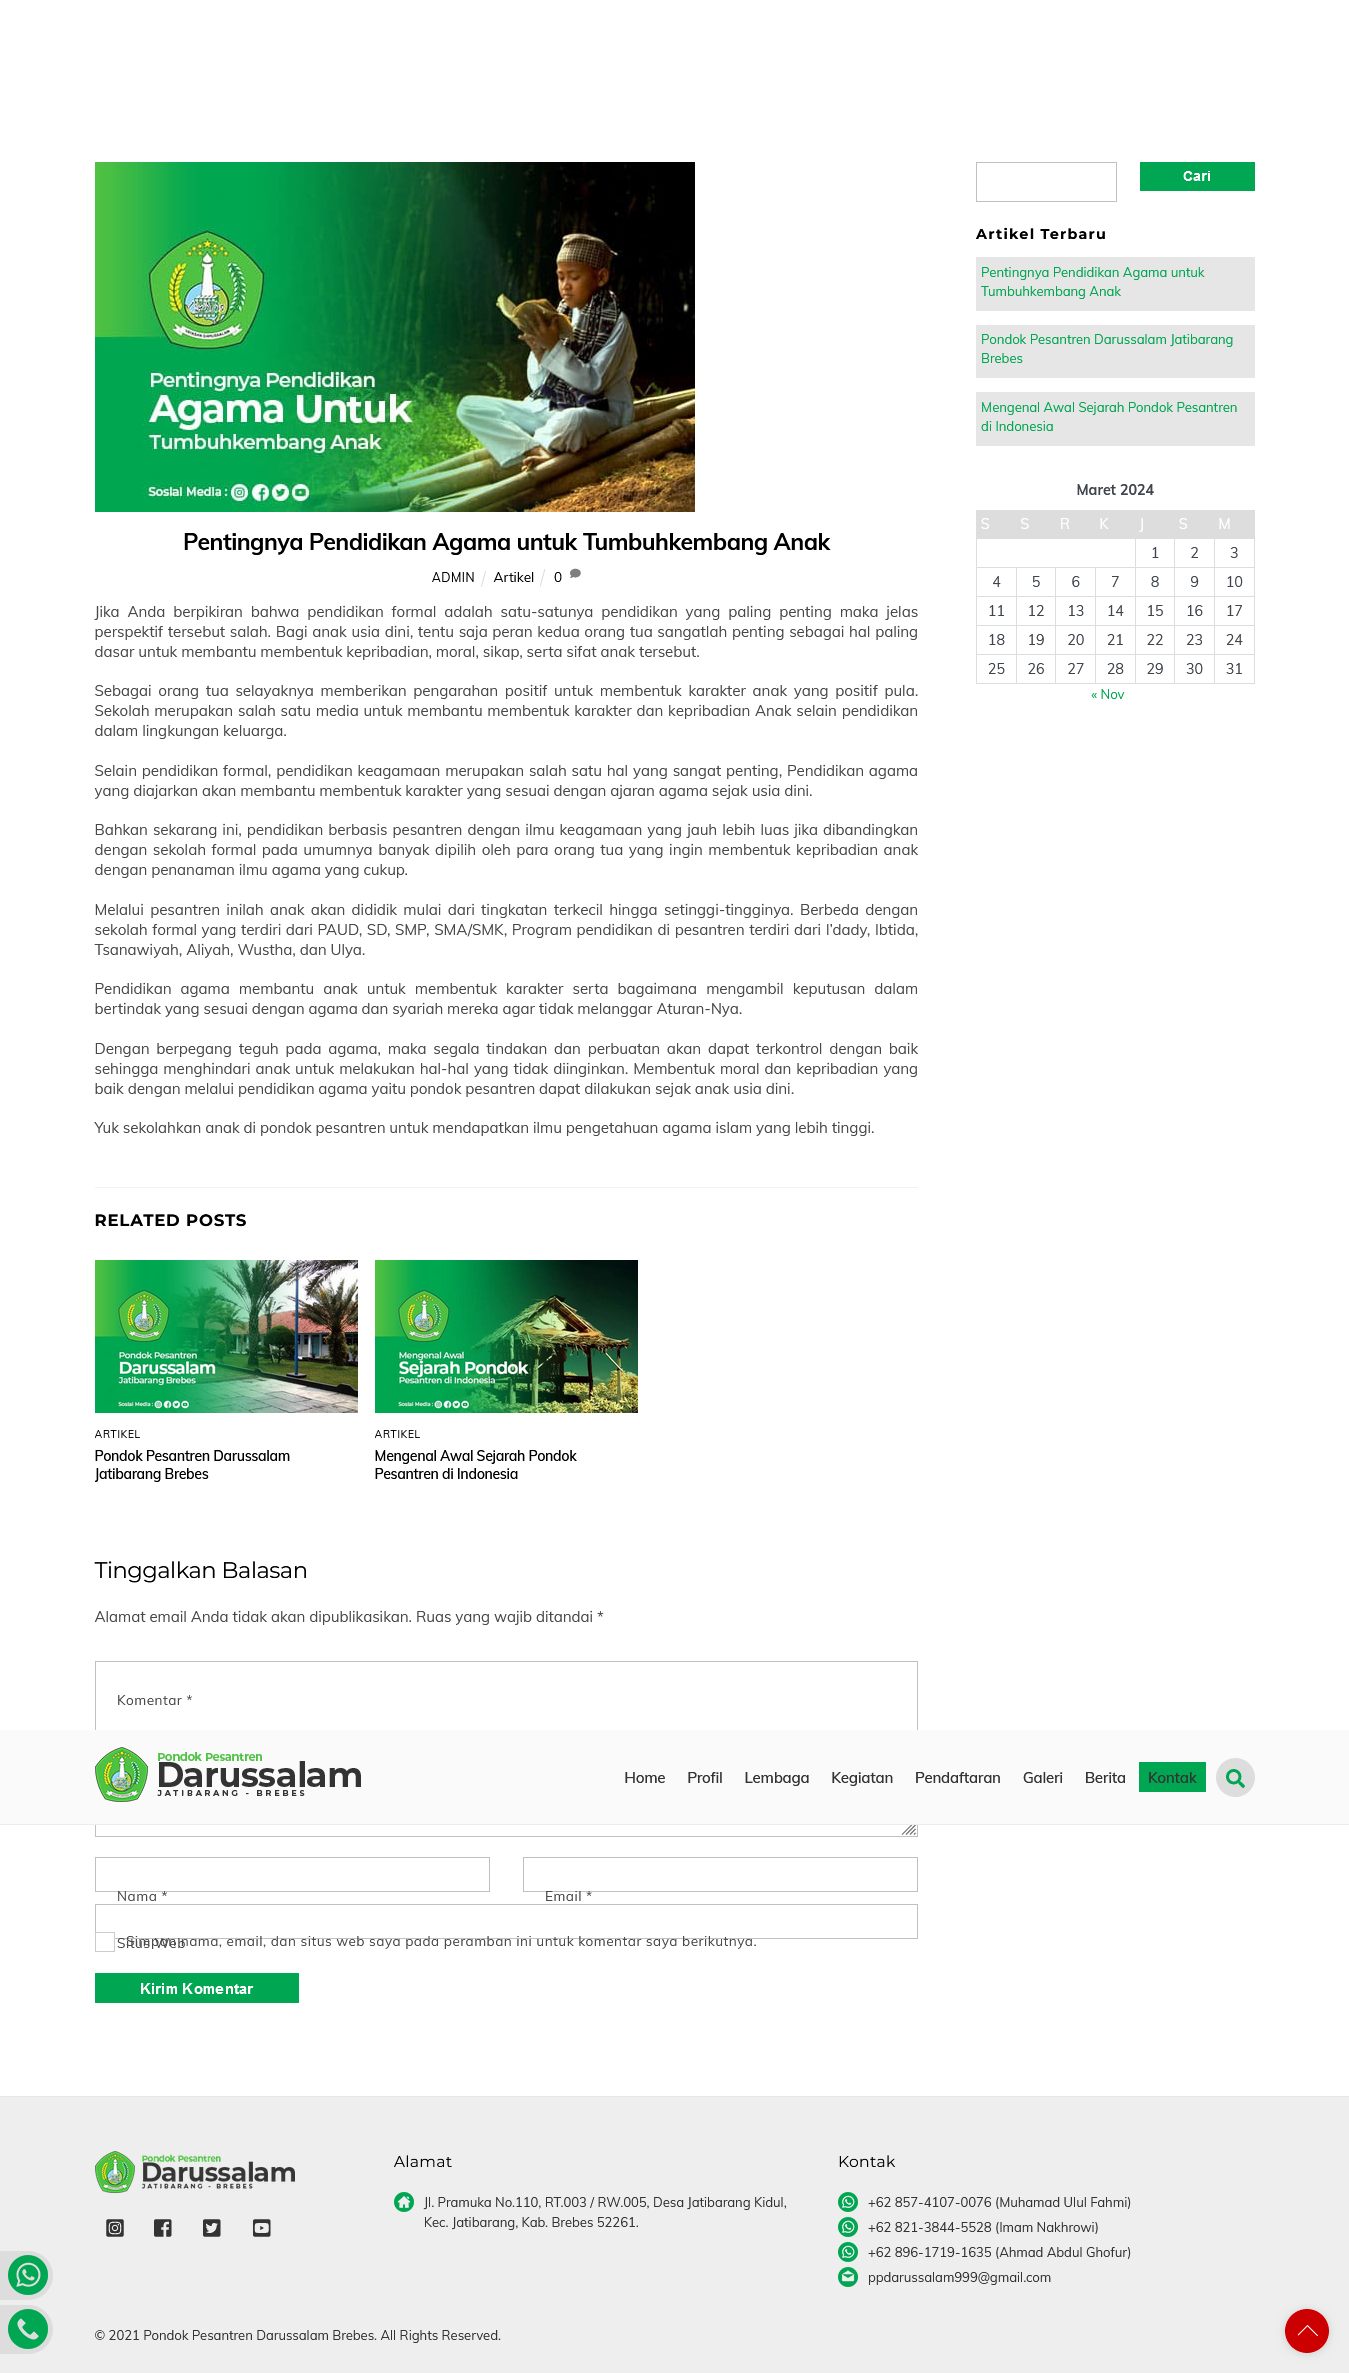 Pentingnya Pendidikan
Agama Untuk
Tumbuhkembang Anak
Sosial Media :
Pentingnya Pendidikan Agama untuk Tumbuhkembang Anak
ADMIN / Artikel / 0
Jika Anda berpikiran bahwa pendidikan formal adalah satu-satunya pendidikan yang paling penting maka jelas
perspektif tersebut salah. Bagi anak usia dini, tentu saja peran kedua orang tua sangatlah penting sebagai hal paling
dasar untuk membantu membentuk kepribadian, moral, sikap, serta sifat anak tersebut.
Sebagai orang tua selayaknya memberikan pengarahan positif untuk membentuk karakter anak yang positif pula.
Sekolah merupakan salah satu media untuk membantu membentuk karakter dan kepribadian Anak selain pendidikan
dalam lingkungan keluarga.
Selain pendidikan formal, pendidikan keagamaan merupakan salah satu hal yang sangat penting, Pendidikan agama
yang diajarkan akan membantu membentuk karakter yang sesuai dengan ajaran agama sejak usia dini.
Bahkan sekarang ini, pendidikan berbasis pesantren dengan ilmu keagamaan yang jauh lebih luas jika dibandingkan
dengan sekolah formal pada umumnya banyak dipilih oleh para orang tua yang ingin membentuk kepribadian anak
dengan penanaman ilmu agama yang cukup.
Melalui pesantren inilah anak akan dididik mulai dari tingkatan terkecil hingga setinggi-tingginya. Berbeda dengan
sekolah formal yang terdiri dari PAUD, SD, SMP, SMA/SMK, Program pendidikan di pesantren terdiri dari I’dady, Ibtida,
Tsanawiyah, Aliyah, Wustha, dan Ulya.
Pendidikan agama membantu anak untuk membentuk karakter serta bagaimana mengambil keputusan dalam
bertindak yang sesuai dengan agama dan syariah mereka agar tidak melanggar Aturan-Nya.
Dengan berpegang teguh pada agama, maka segala tindakan dan perbuatan akan dapat terkontrol dengan baik
sehingga menghindari anak untuk melakukan hal-hal yang tidak diinginkan. Membentuk moral dan kepribadian yang
baik dengan melalui pendidikan agama yaitu pondok pesantren dapat dilakukan sejak anak usia dini.
Yuk sekolahkan anak di pondok pesantren untuk mendapatkan ilmu pengetahuan agama islam yang lebih tinggi.
Cari
Artikel Terbaru
Pentingnya Pendidikan Agama untuk
Tumbuhkembang Anak
Pondok Pesantren Darussalam Jatibarang
Brebes
Mengenal Awal Sejarah Pondok Pesantren
di Indonesia
Maret 2024
S S R K J S M
1 2 3
4 5 6 7 8 9 10
11 12 13 14 15 16 17
18 19 20 21 22 23 24
25 26 27 28 29 30 31
« Nov
RELATED POSTS
Pondok Pesantren
Darussalam
Jatibarang Brebes
Sosial Media :
ARTIKEL
Pondok Pesantren Darussalam
Jatibarang Brebes
Mengenal Awal
Sejarah Pondok
Pesantren di Indonesia
Sosial Media :
ARTIKEL
Mengenal Awal Sejarah Pondok
Pesantren di Indonesia
Tinggalkan Balasan
Alamat email Anda tidak akan dipublikasikan. Ruas yang wajib ditandai *
Komentar *
Pondok Pesantren
Darussalam
JATIBARANG - BREBES
Home Profil Lembaga Kegiatan Pendaftaran Galeri Berita Kontak
Nama *
Email *
Situs Web
Simpan nama, email, dan situs web saya pada peramban ini untuk komentar saya berikutnya.
Kirim Komentar
Pondok Pesantren
Darussalam
JATIBARANG - BREBES
Alamat
Jl. Pramuka No.110, RT.003 / RW.005, Desa Jatibarang Kidul,
Kec. Jatibarang, Kab. Brebes 52261.
Kontak
+62 857-4107-0076 (Muhamad Ulul Fahmi)
+62 821-3844-5528 (Imam Nakhrowi)
+62 896-1719-1635 (Ahmad Abdul Ghofur)
ppdarussalam999@gmail.com
© 2021 Pondok Pesantren Darussalam Brebes. All Rights Reserved.